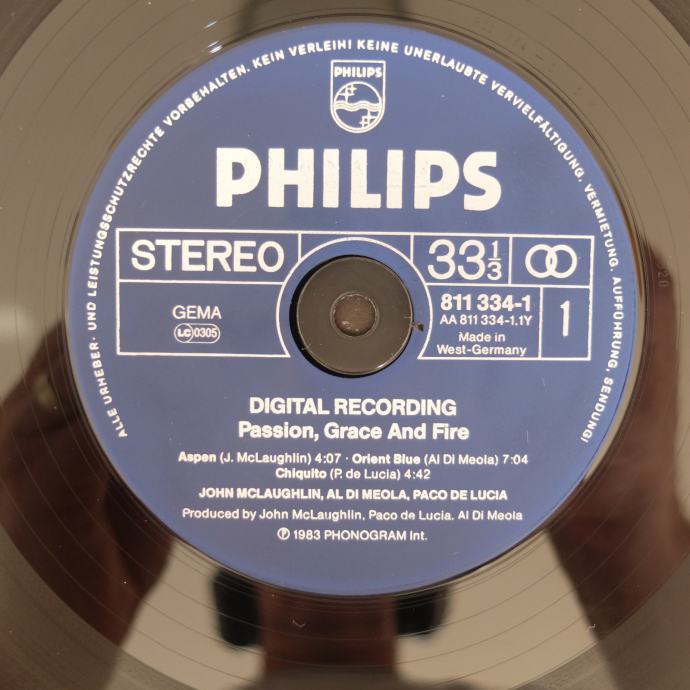 ALLE URHEBER- UND LEISTUNGSSCHUTZRECHTE VORBEHALTEN. KEIN VERLEIH! KEINE UNERLAUBTE VERVIELFÄLTIGUNG, VERMIETUNG, AUFFÜHRUNG, SENDUNG!
PHILIPS
PHILIPS
STEREO
33 1/3
GEMA
LC 0305
811 334-1
AA 811 334-1.1Y
Made in
West-Germany
1
DIGITAL RECORDING
Passion, Grace And Fire
Aspen (J. McLaughlin) 4:07 · Orient Blue (Al Di Meola) 7:04
Chiquito (P. de Lucia) 4:42
JOHN MCLAUGHLIN, AL DI MEOLA, PACO DE LUCIA
Produced by John McLaughlin, Paco de Lucia, Al Di Meola
℗ 1983 PHONOGRAM Int.